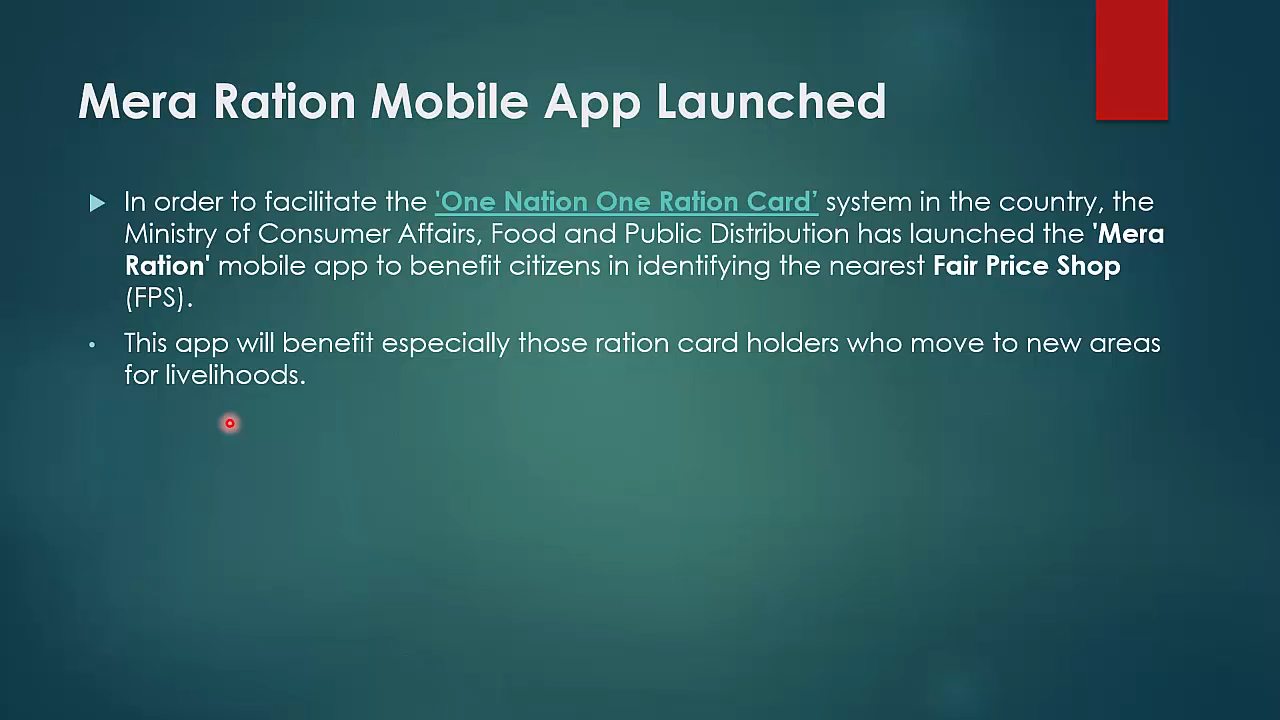 Mera Ration Mobile App Launched
In order to facilitate the 'One Nation One Ration Card’ system in the country, the
Ministry of Consumer Affairs, Food and Public Distribution has launched the 'Mera
Ration' mobile app to benefit citizens in identifying the nearest Fair Price Shop
(FPS).
• This app will benefit especially those ration card holders who move to new areas
for livelihoods.